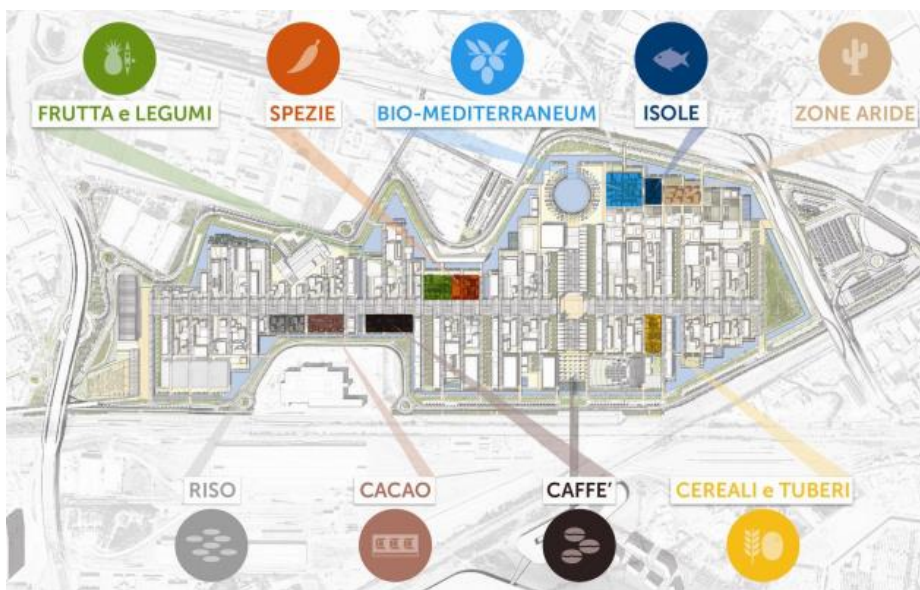 FRUTTA e LEGUMI
SPEZIE
BIO-MEDITERRANEUM
ISOLE
ZONE ARIDE
RISO
CACAO
CAFFE'
CEREALI e TUBERI